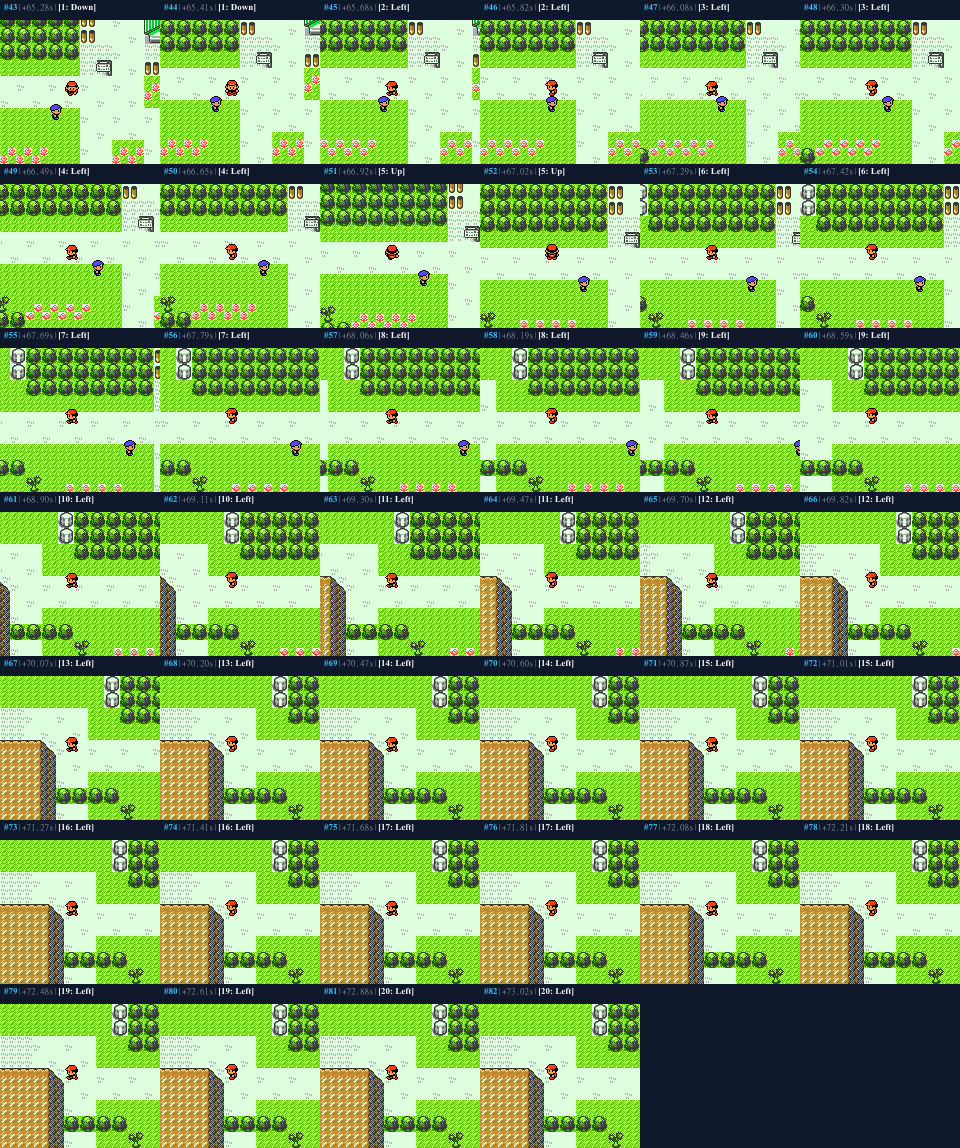 #43|+65.28s|[1: Down] #44|+65.41s|[1: Down] #45|+65.68s|[2: Left] #46|+65.82s|[2: Left] #47|+66.08s|[3: Left] #48|+66.30s|[3: Left]
#49|+66.49s|[4: Left] #50|+66.65s|[4: Left] #51|+66.92s|[5: Up] #52|+67.02s|[5: Up] #53|+67.29s|[6: Left] #54|+67.42s|[6: Left]
#55|+67.69s|[7: Left] #56|+67.79s|[7: Left] #57|+68.06s|[8: Left] #58|+68.19s|[8: Left] #59|+68.46s|[9: Left] #60|+68.59s|[9: Left]
#61|+68.90s|[10: Left] #62|+69.11s|[10: Left] #63|+69.30s|[11: Left] #64|+69.47s|[11: Left] #65|+69.70s|[12: Left] #66|+69.82s|[12: Left]
#67|+70.07s|[13: Left] #68|+70.20s|[13: Left] #69|+70.47s|[14: Left] #70|+70.60s|[14: Left] #71|+70.87s|[15: Left] #72|+71.01s|[15: Left]
#73|+71.27s|[16: Left] #74|+71.41s|[16: Left] #75|+71.68s|[17: Left] #76|+71.81s|[17: Left] #77|+72.08s|[18: Left] #78|+72.21s|[18: Left]
#79|+72.48s|[19: Left] #80|+72.61s|[19: Left] #81|+72.88s|[20: Left] #82|+73.02s|[20: Left]